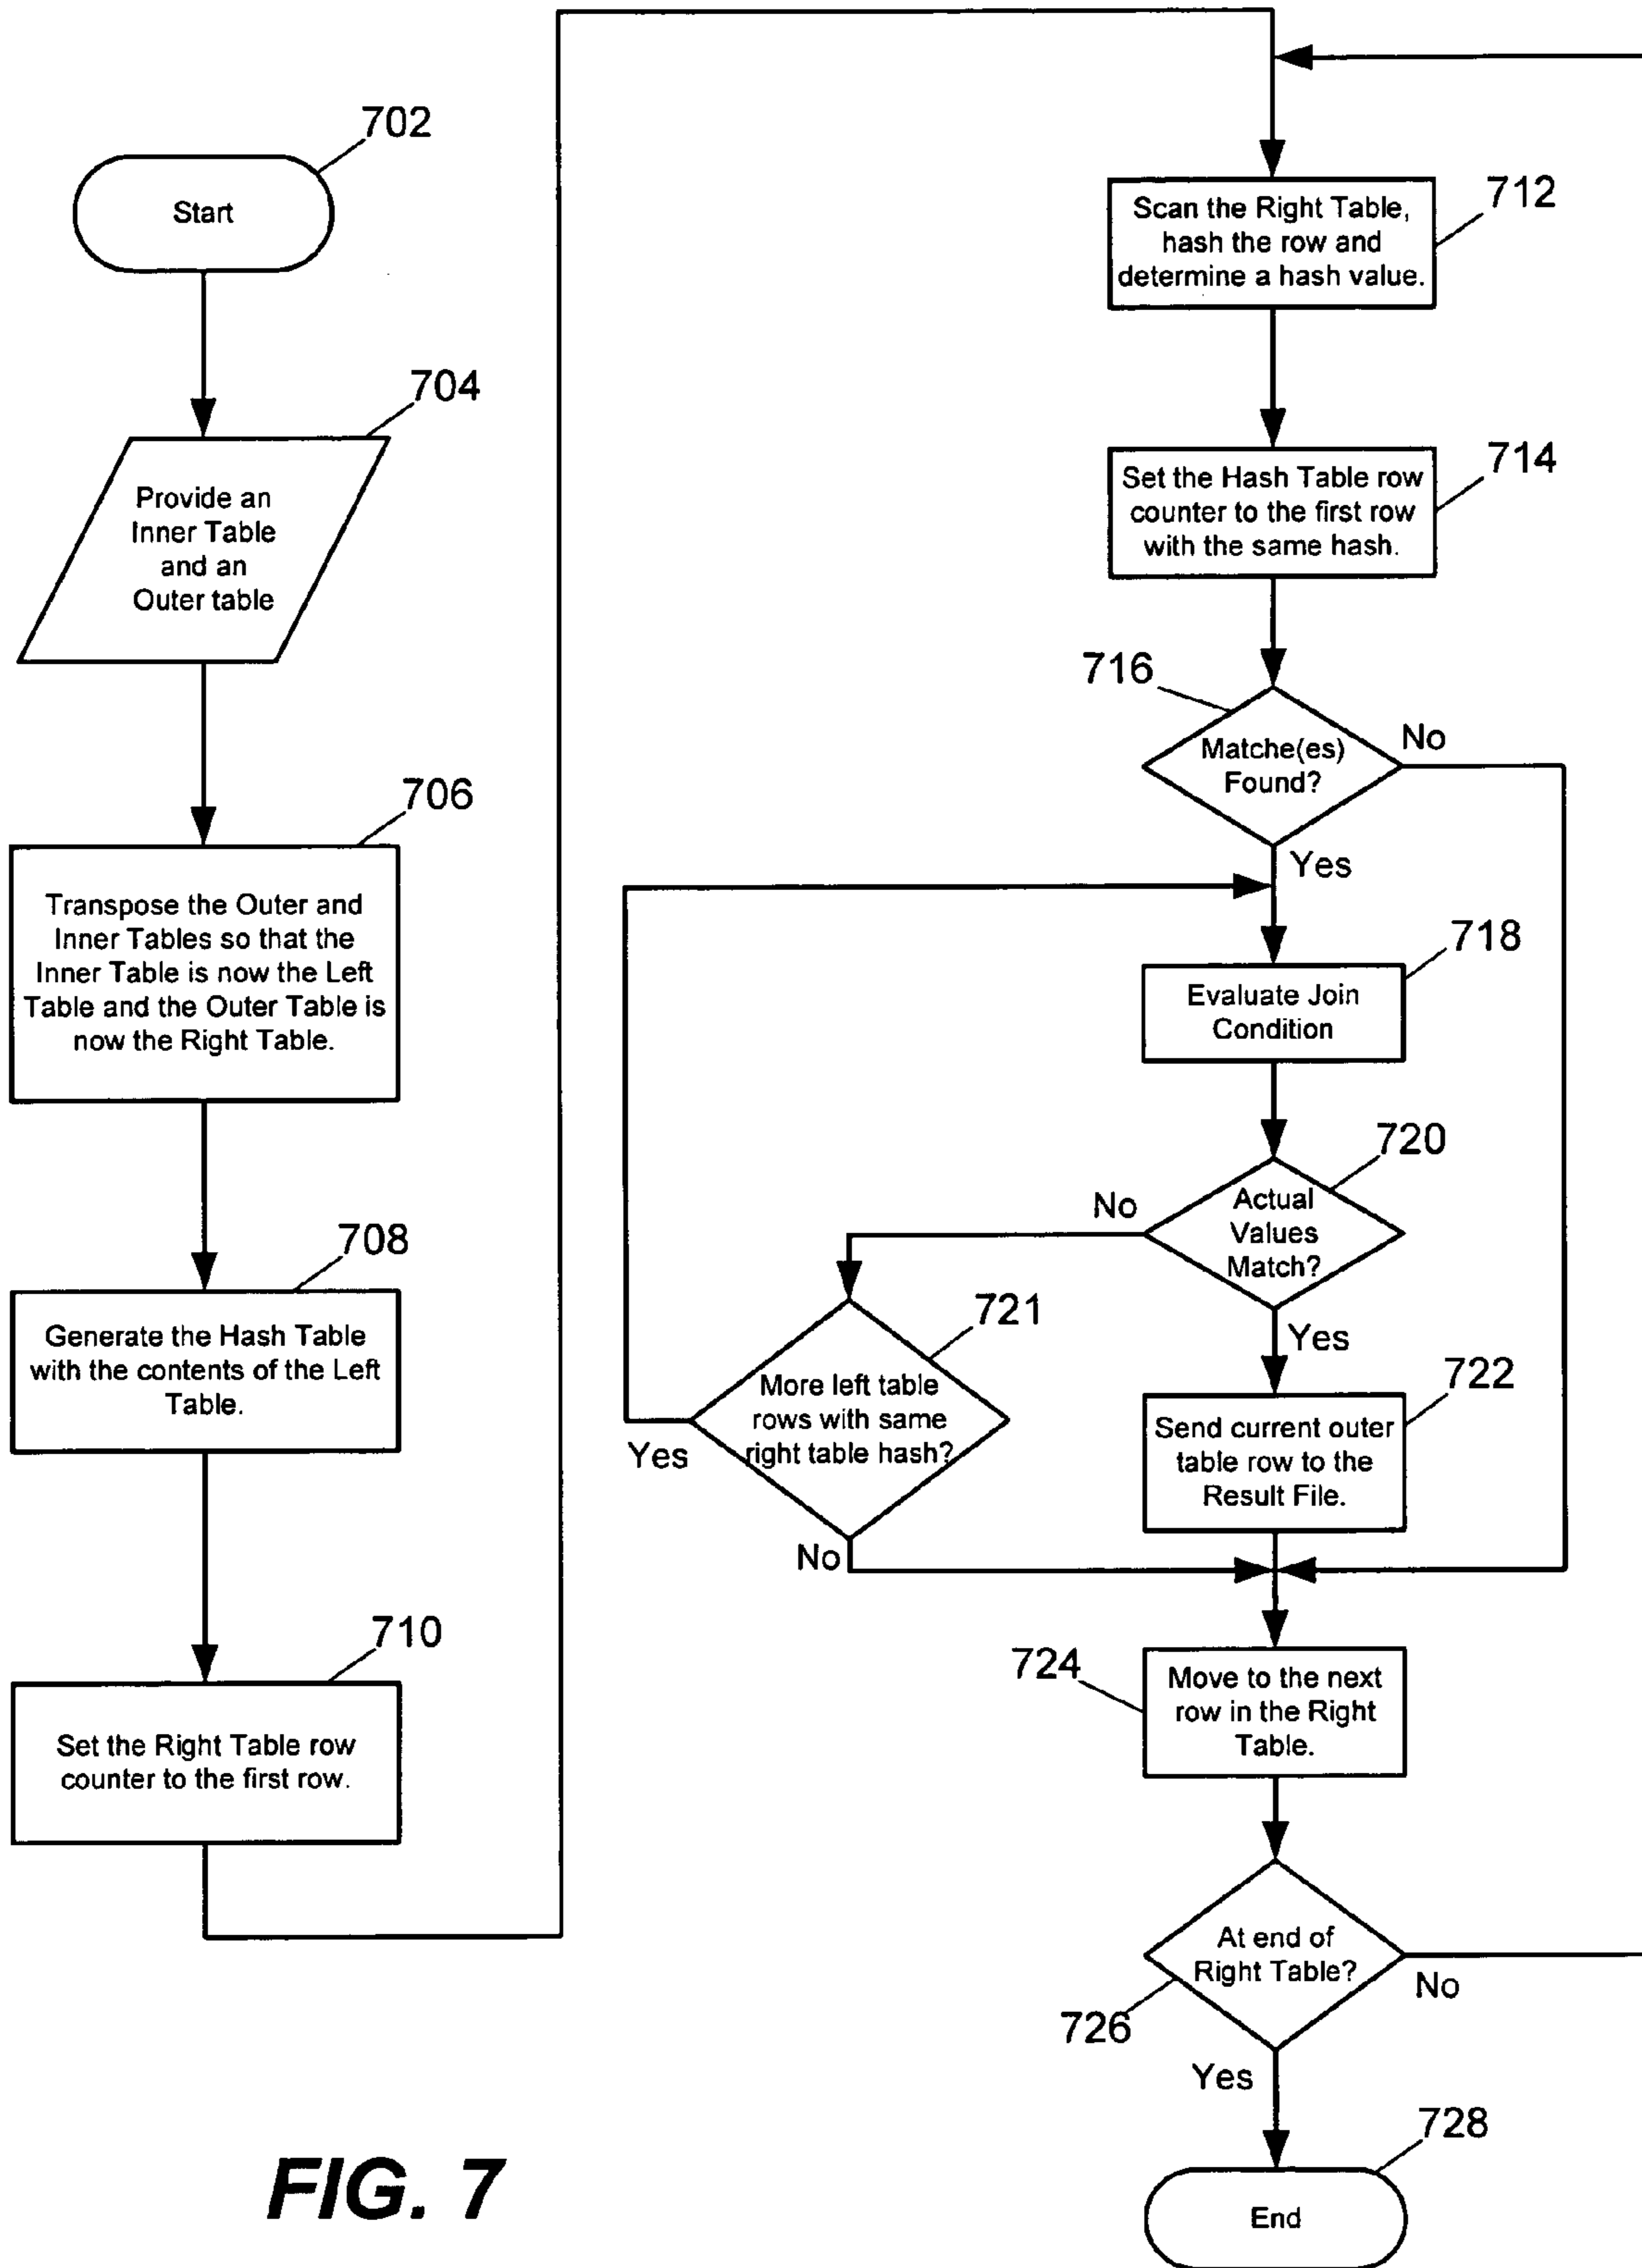 702
Start
704
Provide an
Inner Table
and an
Outer table
706
Transpose the Outer and
Inner Tables so that the
Inner Table is now the Left
Table and the Outer Table is
now the Right Table.
708
Generate the Hash Table
with the contents of the Left
Table.
710
Set the Right Table row
counter to the first row.
712
Scan the Right Table,
hash the row and
determine a hash value.
714
Set the Hash Table row
counter to the first row
with the same hash.
716
Matche(es)
Found?
No
Yes
718
Evaluate Join
Condition
720
Actual
Values
Match?
No
Yes
721
More left table
rows with same
right table hash?
Yes
No
722
Send current outer
table row to the
Result File.
724
Move to the next
row in the Right
Table.
At end of
Right Table?
No
726
Yes
728
End
FIG. 7